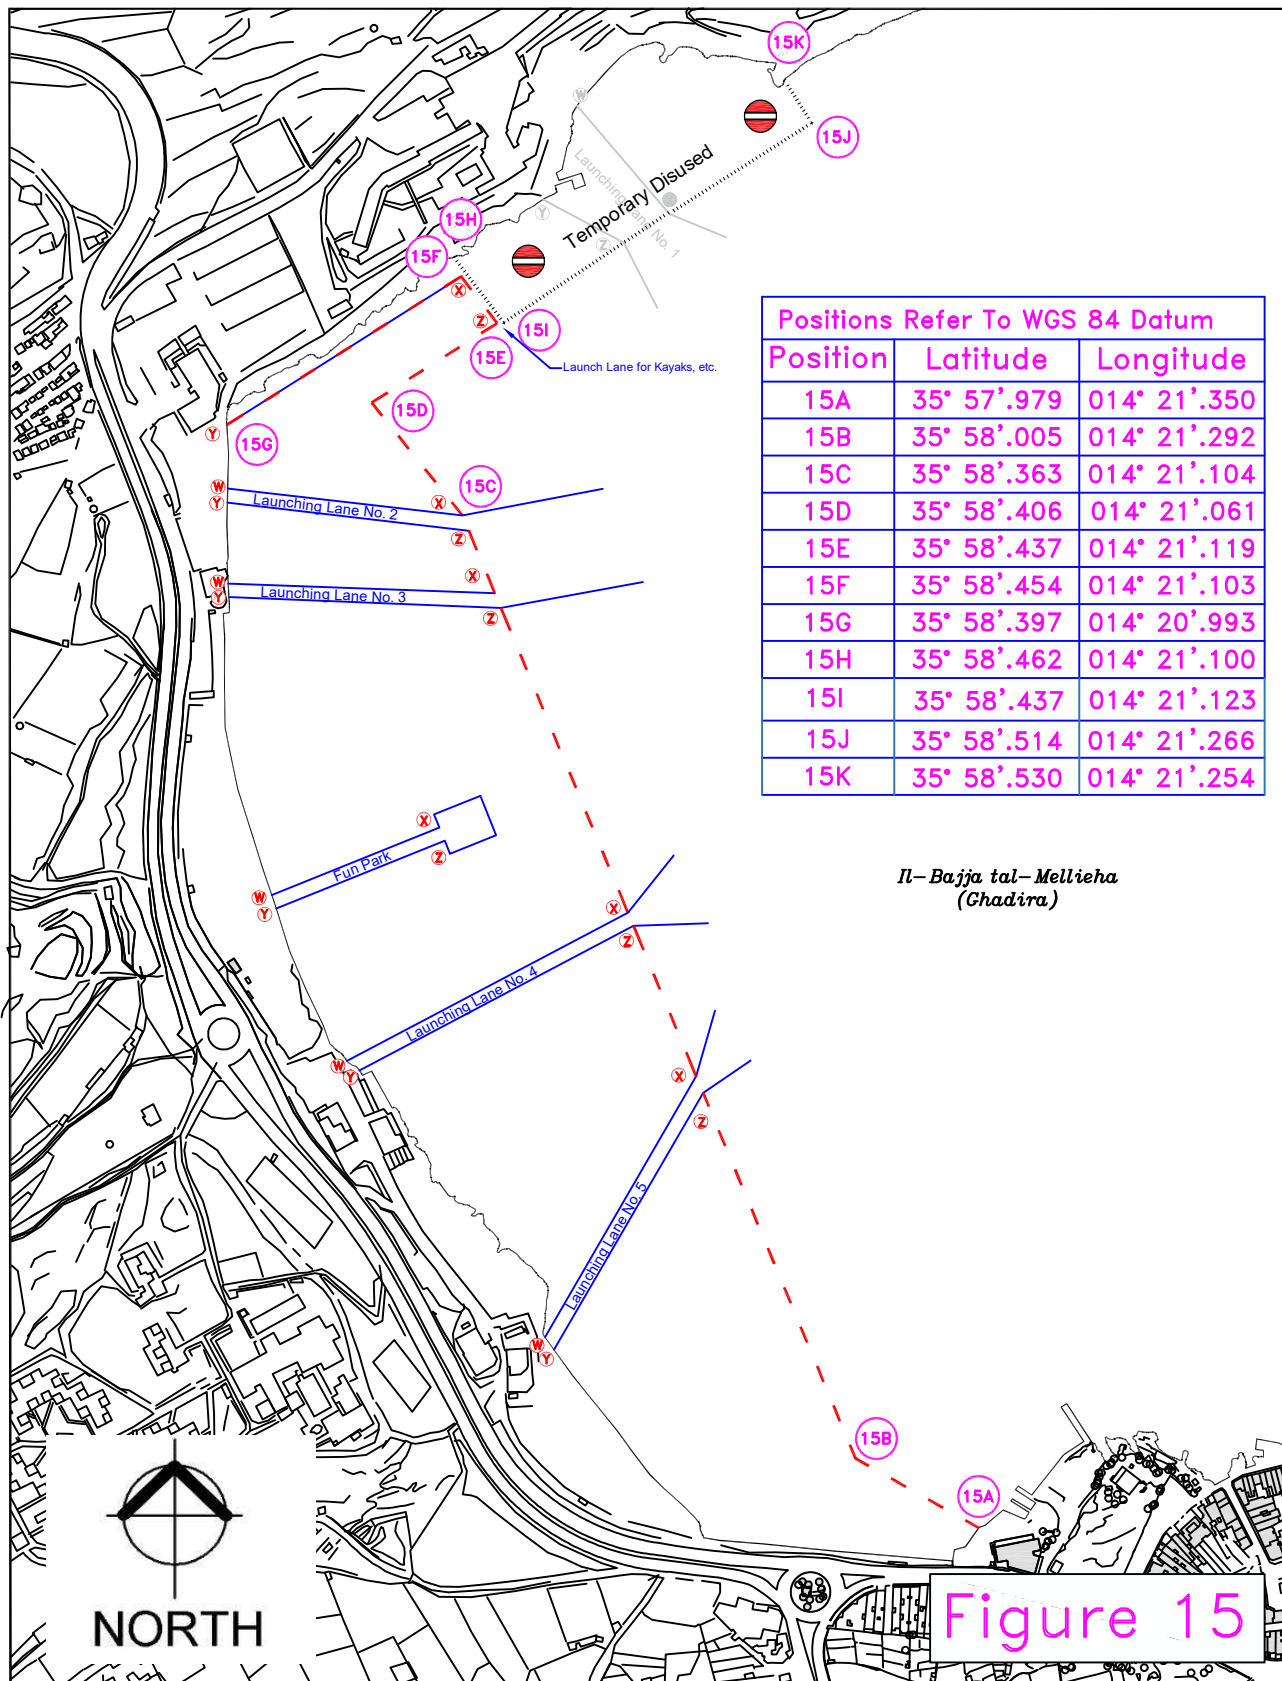 15K
W
15J
Launching Lane No. 1
Temporary Disused
Y
Z
15H
15F
X
Z
15I
15E
Launch Lane for Kayaks, etc.
15D
Y
15G
Positions Refer To WGS 84 Datum
Position Latitude Longitude
15A 35° 57'.979 014° 21'.350
15B 35° 58'.005 014° 21'.292
15C 35° 58'.363 014° 21'.104
15D 35° 58'.406 014° 21'.061
15E 35° 58'.437 014° 21'.119
15F 35° 58'.454 014° 21'.103
15G 35° 58'.397 014° 20'.993
15H 35° 58'.462 014° 21'.100
15I 35° 58'.437 014° 21'.123
15J 35° 58'.514 014° 21'.266
15K 35° 58'.530 014° 21'.254
15C
W
X
Y
Launching Lane No. 2
Z
W
X
Y
Launching Lane No. 3
Z
X
Z
Fun Park
W
Y
Il-Bajja tal-Mellieha
(Ghadira)
X
Z
Launching Lane No. 4
W
Y
X
Z
Launching Lane No. 5
W
Y
15B
15A
NORTH
Figure 15